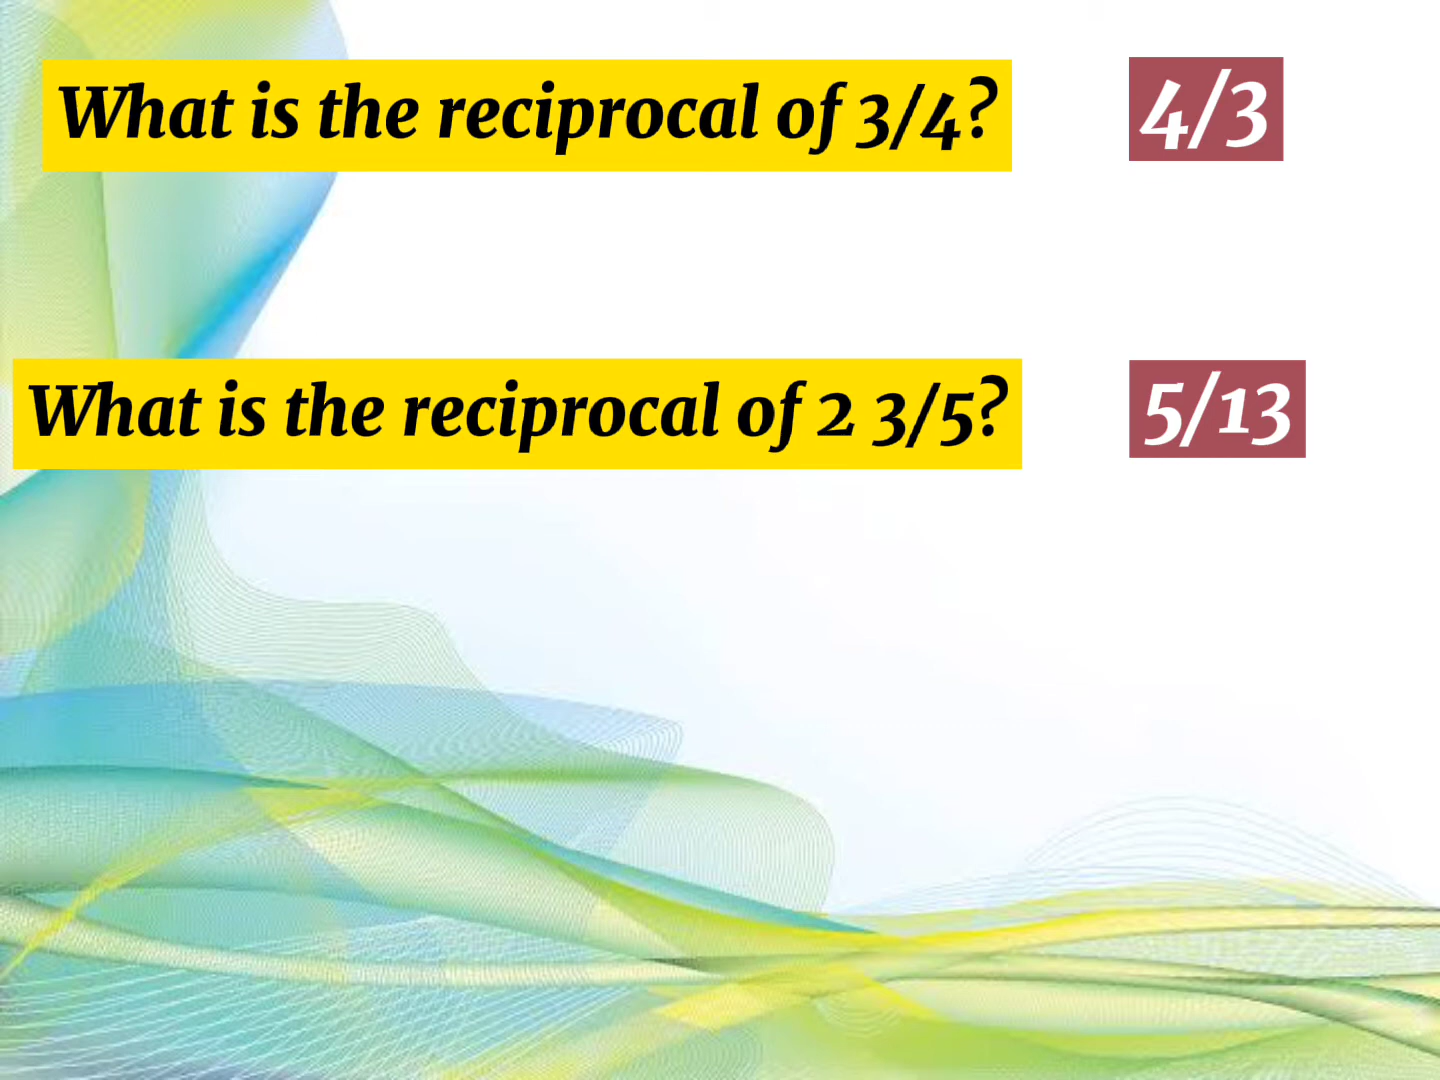 What is the reciprocal of 3/4? 4/3
What is the reciprocal of 2 3/5? 5/13